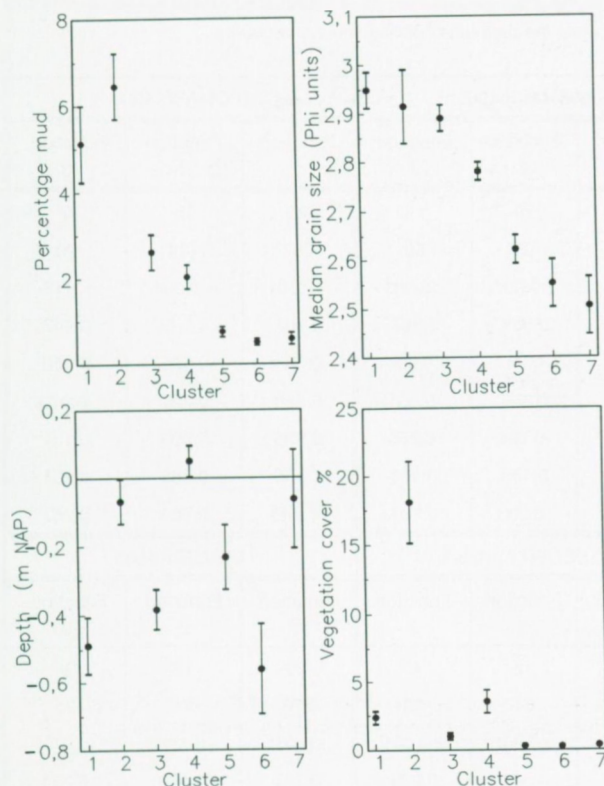 Percentage mud
8
6
4
2
0
1 2 3 4 5 6 7
Cluster
Median grain size (Phi units)
3,1
3
2,9
2,8
2,7
2,6
2,5
2,4
1 2 3 4 5 6 7
Cluster
Depth (m NAP)
0,2
0
-0,2
-0,4
-0,6
-0,8
1 2 3 4 5 6 7
Cluster
Vegetation cover %
25
20
15
10
5
0
1 2 3 4 5 6 7
Cluster